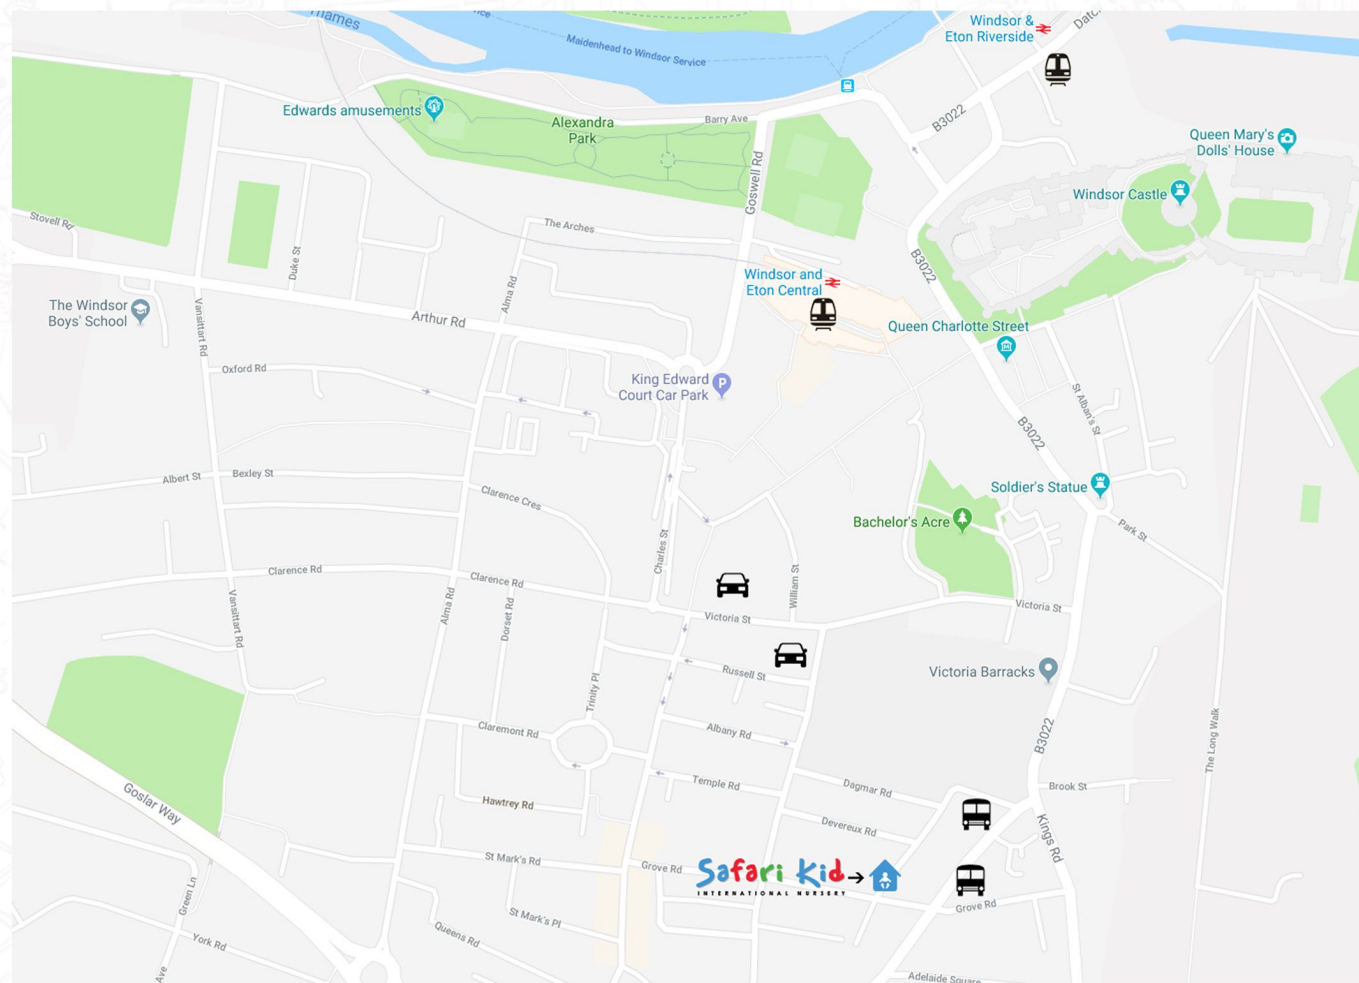 Thames
Maidenhead to Windsor Service
Windsor &
Eton Riverside
B3022
Edwards amusements
Alexandra
Park
Barry Ave
Goswell Rd
Queen Mary's
Dolls' House
Windsor Castle
Stovell Rd
Duke St
The Arches
Alma Rd
B3022
The Windsor
Boys' School
Vansittart Rd
Arthur Rd
Windsor and
Eton Central
Queen Charlotte Street
Oxford Rd
King Edward
Court Car Park
P
St Alban's St
B3022
Albert St
Bexley St
Clarence Cres
Soldier's Statue
Bachelor's Acre
Park St
Charles St
William St
Clarence Rd
Clarence Rd
Vansittart Rd
Alma Rd
Dorset Rd
Victoria St
Victoria St
Russell St
Victoria Barracks
Trinity Pl
Claremont Rd
Albany Rd
B3022
The Long Walk
Temple Rd
Dagmar Rd
Brook St
Goslar Way
Hawtrey Rd
Devereux Rd
Kings Rd
St Mark's Rd
Grove Rd
Safari Kid
INTERNATIONAL NURSERY
Green Ln
Grove Rd
St Mark's Pl
Queens Rd
York Rd
Ave
Adelaide Square